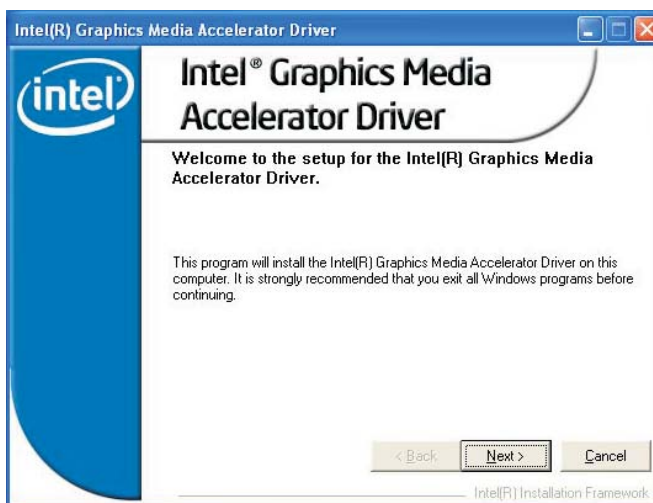 Intel(R) Graphics Media Accelerator Driver
intel
Intel® Graphics Media
Accelerator Driver
Welcome to the setup for the Intel(R) Graphics Media
Accelerator Driver.
This program will install the Intel(R) Graphics Media Accelerator Driver on this
computer. It is strongly recommended that you exit all Windows programs before
continuing.
< Back
Next >
Cancel
Intel(R) Installation Framework